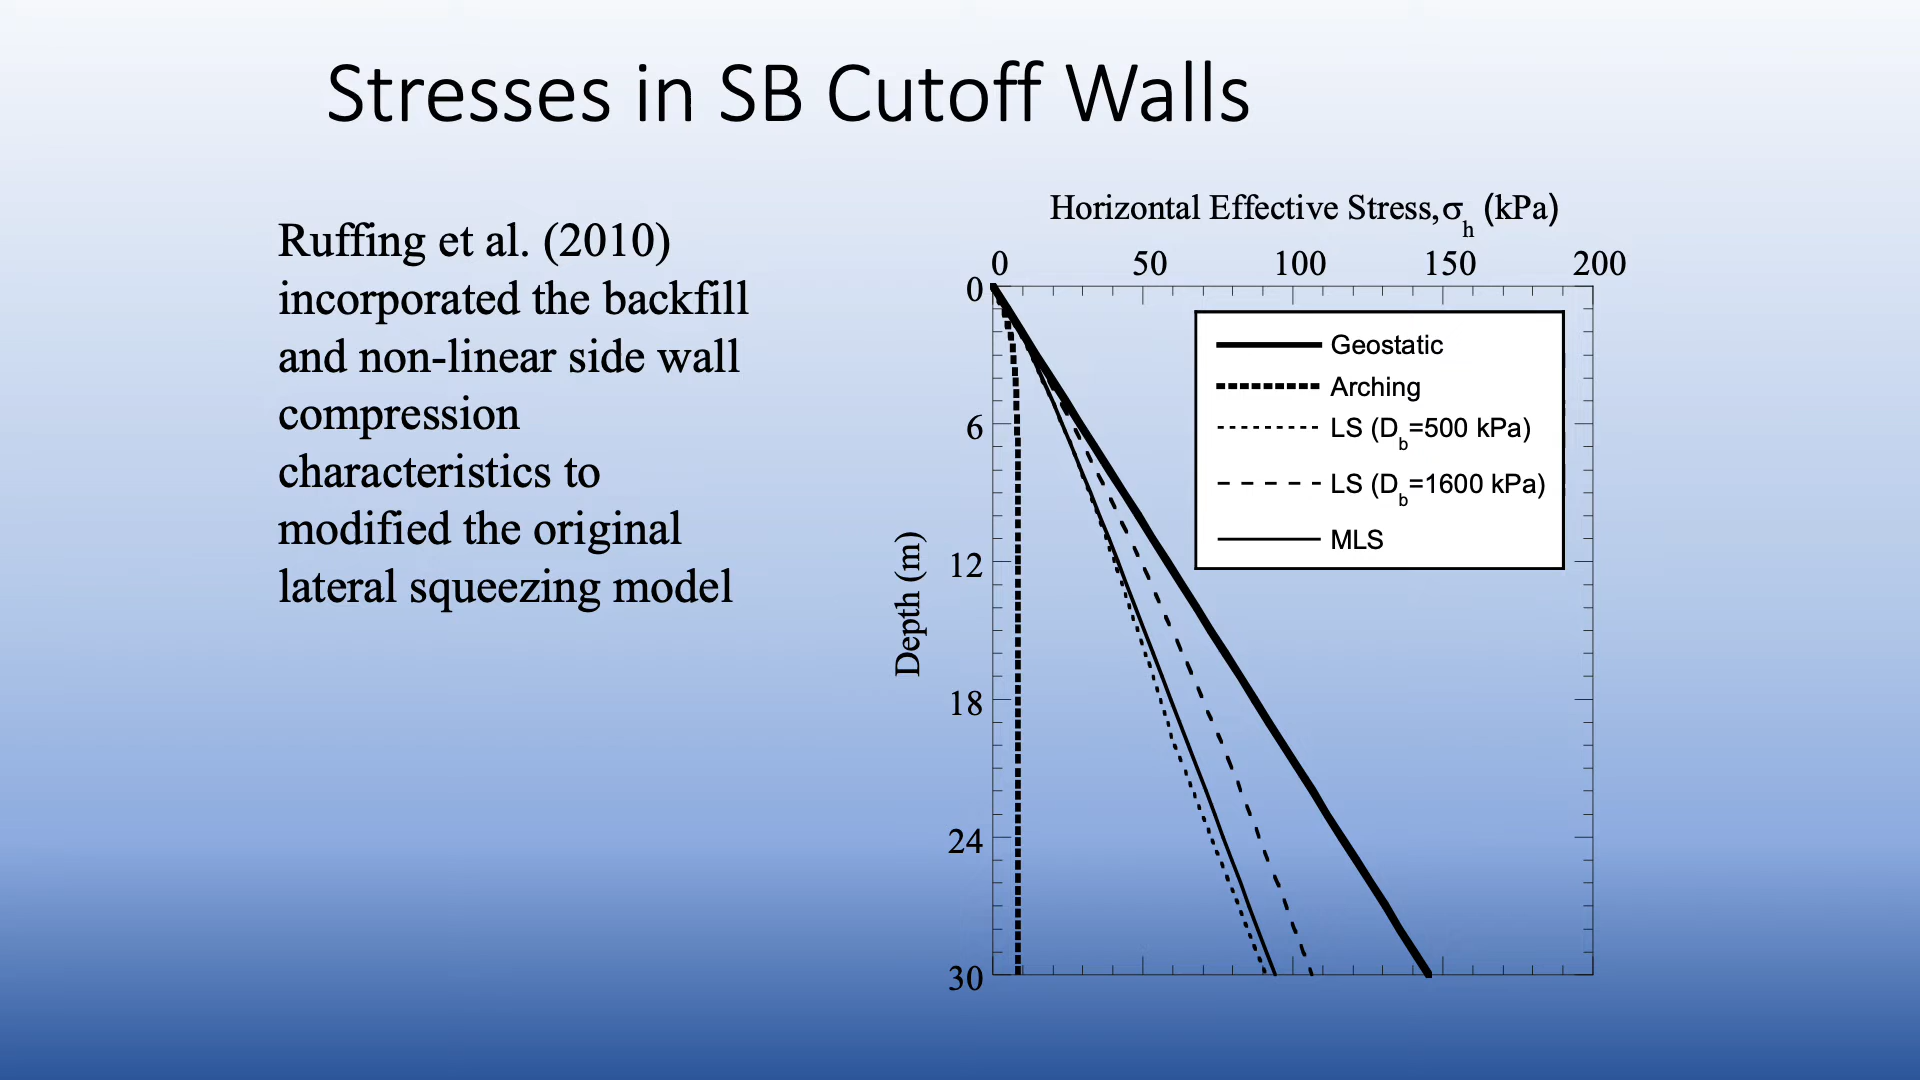 Stresses in SB Cutoff Walls
Ruffing et al. (2010)
incorporated the backfill
and non-linear side wall
compression
characteristics to
modified the original
lateral squeezing model
Horizontal Effective Stress,σh (kPa)
0 50 100 150 200
0
6
12
18
24
30
Depth (m)
Geostatic
Arching
LS (Db=500 kPa)
LS (Db=1600 kPa)
MLS